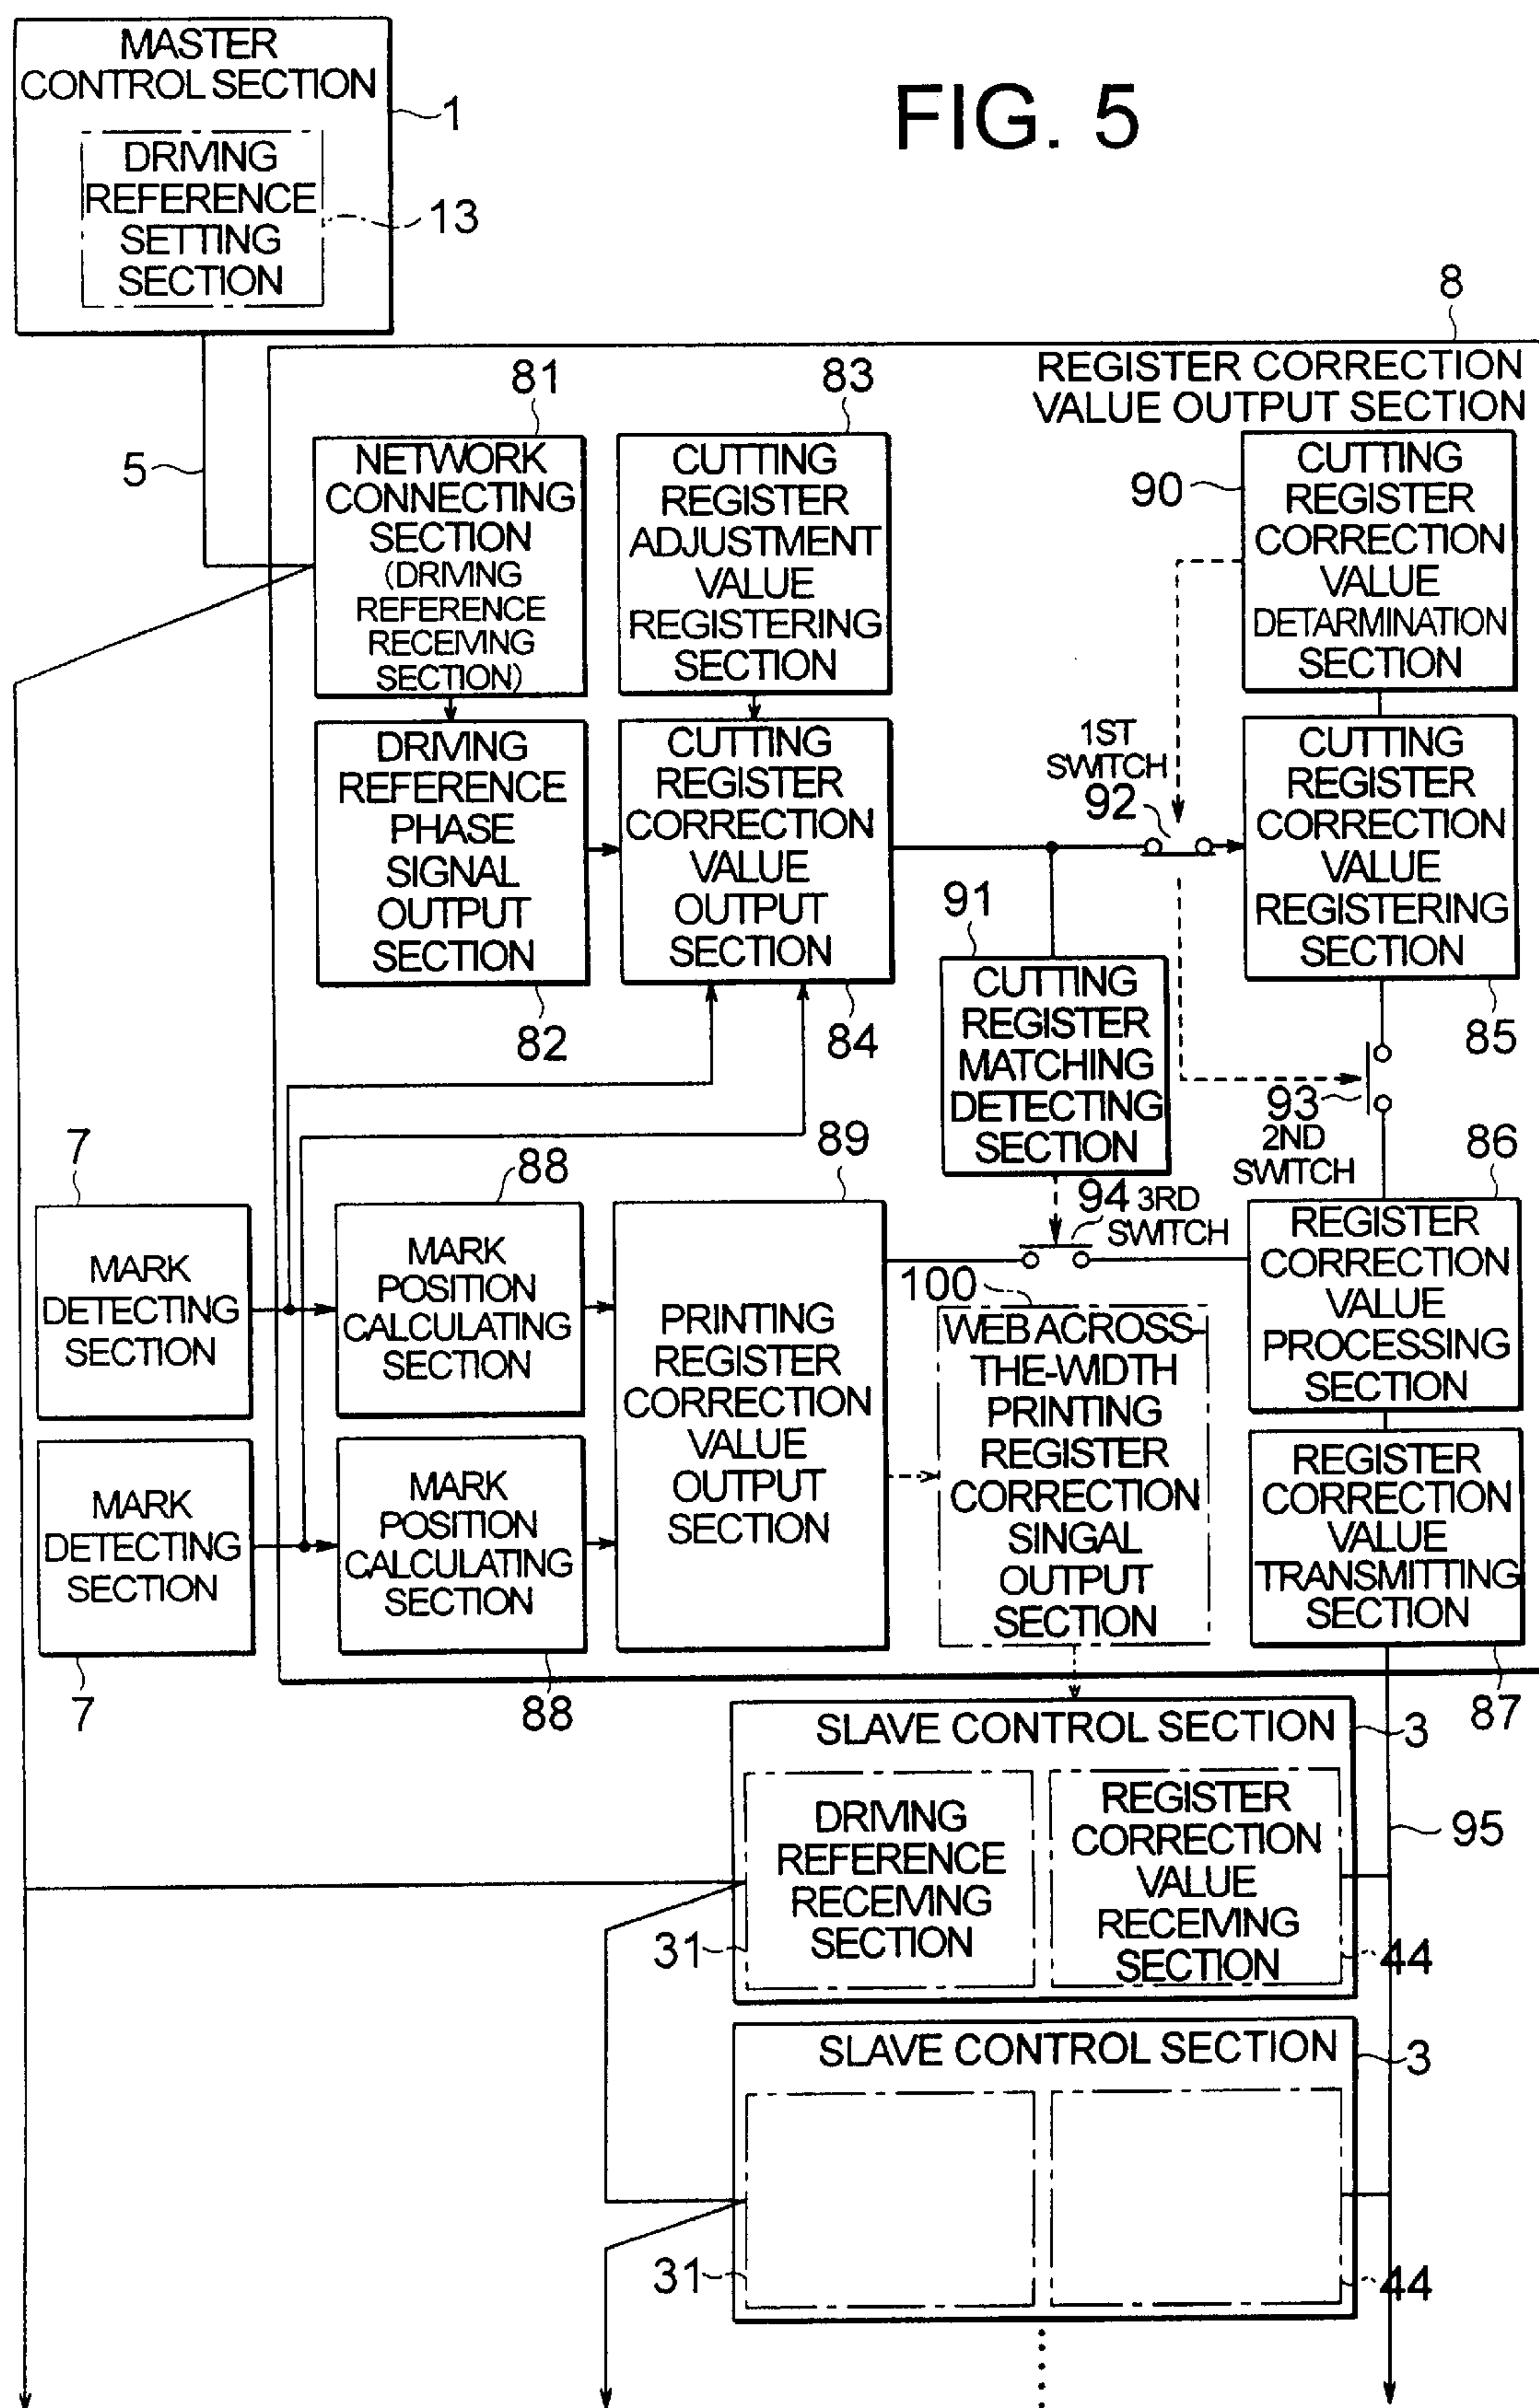 FIG. 5
MASTER
CONTROL SECTION
1
DRIVING
REFERENCE
SETTING
SECTION
13
5
8
REGISTER CORRECTION
VALUE OUTPUT SECTION
81
NETWORK
CONNECTING
SECTION
(DRIVING
REFERENCE
RECEIVING
SECTION)
83
CUTTING
REGISTER
ADJUSTMENT
VALUE
REGISTERING
SECTION
90
CUTTING
REGISTER
CORRECTION
VALUE
DETARMINATION
SECTION
DRIVING
REFERENCE
PHASE
SIGNAL
OUTPUT
SECTION
82
CUTTING
REGISTER
CORRECTION
VALUE
OUTPUT
SECTION
84
1ST
SWITCH
92
CUTTING
REGISTER
CORRECTION
VALUE
REGISTERING
SECTION
85
91
CUTTING
REGISTER
MATCHING
DETECTING
SECTION
93
2ND
SWITCH
94 3RD
SWITCH
7
MARK
DETECTING
SECTION
88
MARK
POSITION
CALCULATING
SECTION
89
PRINTING
REGISTER
CORRECTION
VALUE
OUTPUT
SECTION
86
REGISTER
CORRECTION
VALUE
PROCESSING
SECTION
100
WEB ACROSS-
THE-WIDTH
PRINTING
REGISTER
CORRECTION
SINGAL
OUTPUT
SECTION
MARK
DETECTING
SECTION
7
MARK
POSITION
CALCULATING
SECTION
88
REGISTER
CORRECTION
VALUE
TRANSMITTING
SECTION
87
SLAVE CONTROL SECTION
3
DRIVING
REFERENCE
RECEIVING
SECTION
31
REGISTER
CORRECTION
VALUE
RECEIVING
SECTION
44
95
SLAVE CONTROL SECTION
3
31
44